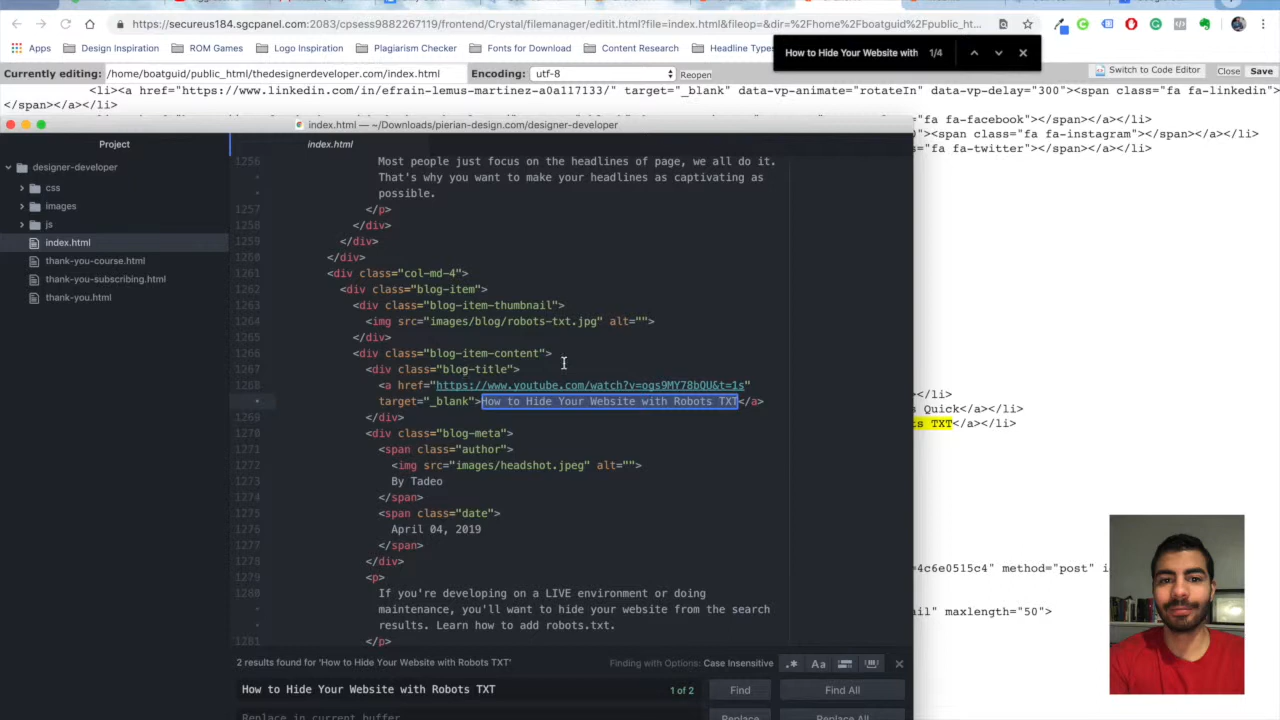 https://secureus184.sgcpanel.com:2083/cpsess9882267119/frontend/Crystal/filemanager/editit.html?file=index.html&fileop=&dir=%2Fhome%2Fboatguid%2Fpublic_ht...
Apps Design Inspiration ROM Games Logo Inspiration Plagiarism Checker Fonts for Download Content Research Headline Types
How to Hide Your Website with 1/4
Currently editing: /home/boatguid/public_html/thedesignerdeveloper.com/index.html Encoding: utf-8 Reopen Switch to Code Editor Close Save
<li><a href="https://www.linkedin.com/in/efrain-lemus-martinez-a0a117133/" target="_blank" data-vp-animate="rotateIn" data-vp-delay="300"><span class="fa fa-linkedin">
</span></a></li>
fa fa-facebook"></span></a></li>
0"><span class="fa fa-instagram"></span></a></li>
fa fa-twitter"></span></a></li>
index.html — ~/Downloads/pierian-design.com/designer-developer
Project
index.html
designer-developer
css
images
js
index.html
thank-you-course.html
thank-you-subscribing.html
thank-you.html
1256 Most people just focus on the headlines of page, we all do it.
That's why you want to make your headlines as captivating as
possible.
1257 </p>
1258 </div>
1259 </div>
1260 </div>
1261 <div class="col-md-4">
1262 <div class="blog-item">
1263 <div class="blog-item-thumbnail">
1264 <img src="images/blog/robots-txt.jpg" alt="">
1265 </div>
1266 <div class="blog-item-content">
1267 <div class="blog-title">
1268 <a href="https://www.youtube.com/watch?v=ogs9MY78bQU&t=1s"
target="_blank">How to Hide Your Website with Robots TXT</a>
1269 </div>
1270 <div class="blog-meta">
1271 <span class="author">
1272 <img src="images/headshot.jpeg" alt="">
1273 By Tadeo
1274 </span>
1275 <span class="date">
1276 April 04, 2019
1277 </span>
1278 </div>
1279 <p>
1280 If you're developing on a LIVE environment or doing
maintenance, you'll want to hide your website from the search
results. Learn how to add robots.txt.
1281 </p>
</li>
s Quick</a></li>
ts TXT</a></li>
=4c6e0515c4" method="post" i
ail" maxlength="50">
2 results found for 'How to Hide Your Website with Robots TXT' Finding with Options: Case Insensitive .* Aa
How to Hide Your Website with Robots TXT 1 of 2 Find Find All
Replace in current buffer Replace Replace All